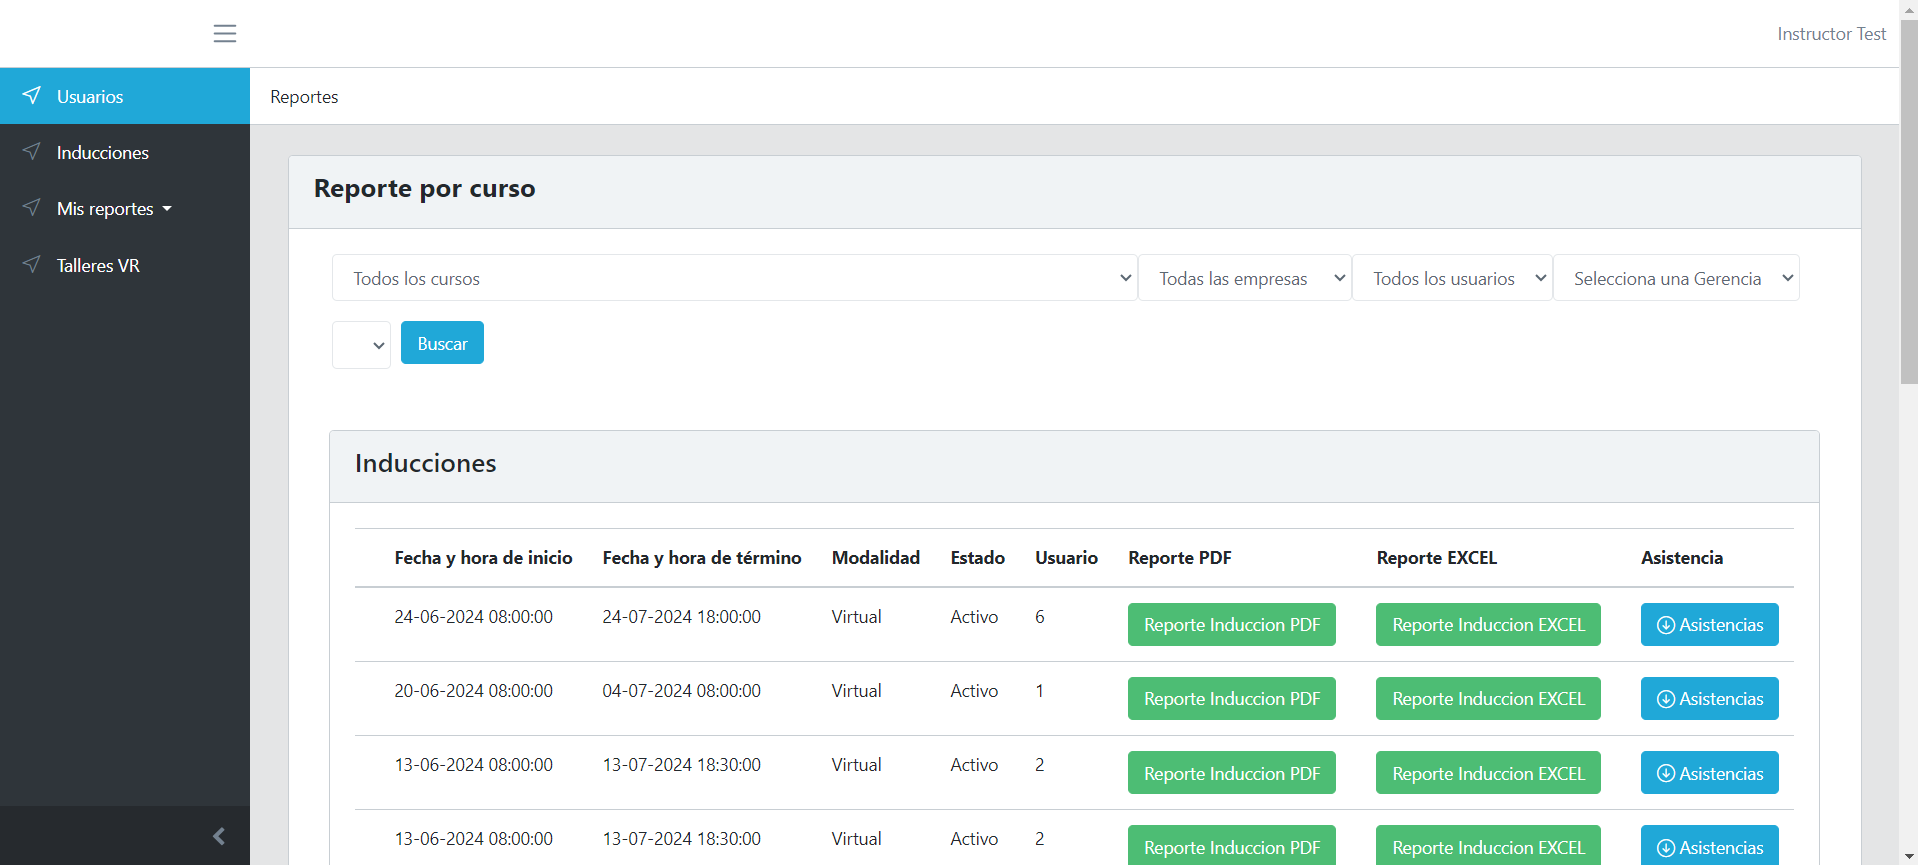 Instructor Test
Usuarios
Inducciones
Mis reportes
Talleres VR
Reportes
Reporte por curso
Todos los cursos Todas las empresas Todos los usuarios Selecciona una Gerencia
Buscar
Inducciones
Fecha y hora de inicio Fecha y hora de término Modalidad Estado Usuario Reporte PDF Reporte EXCEL Asistencia
24-06-2024 08:00:00 24-07-2024 18:00:00 Virtual Activo 6 Reporte Induccion PDF Reporte Induccion EXCEL Asistencias
20-06-2024 08:00:00 04-07-2024 08:00:00 Virtual Activo 1 Reporte Induccion PDF Reporte Induccion EXCEL Asistencias
13-06-2024 08:00:00 13-07-2024 18:30:00 Virtual Activo 2 Reporte Induccion PDF Reporte Induccion EXCEL Asistencias
13-06-2024 08:00:00 13-07-2024 18:30:00 Virtual Activo 2 Reporte Induccion PDF Reporte Induccion EXCEL Asistencias